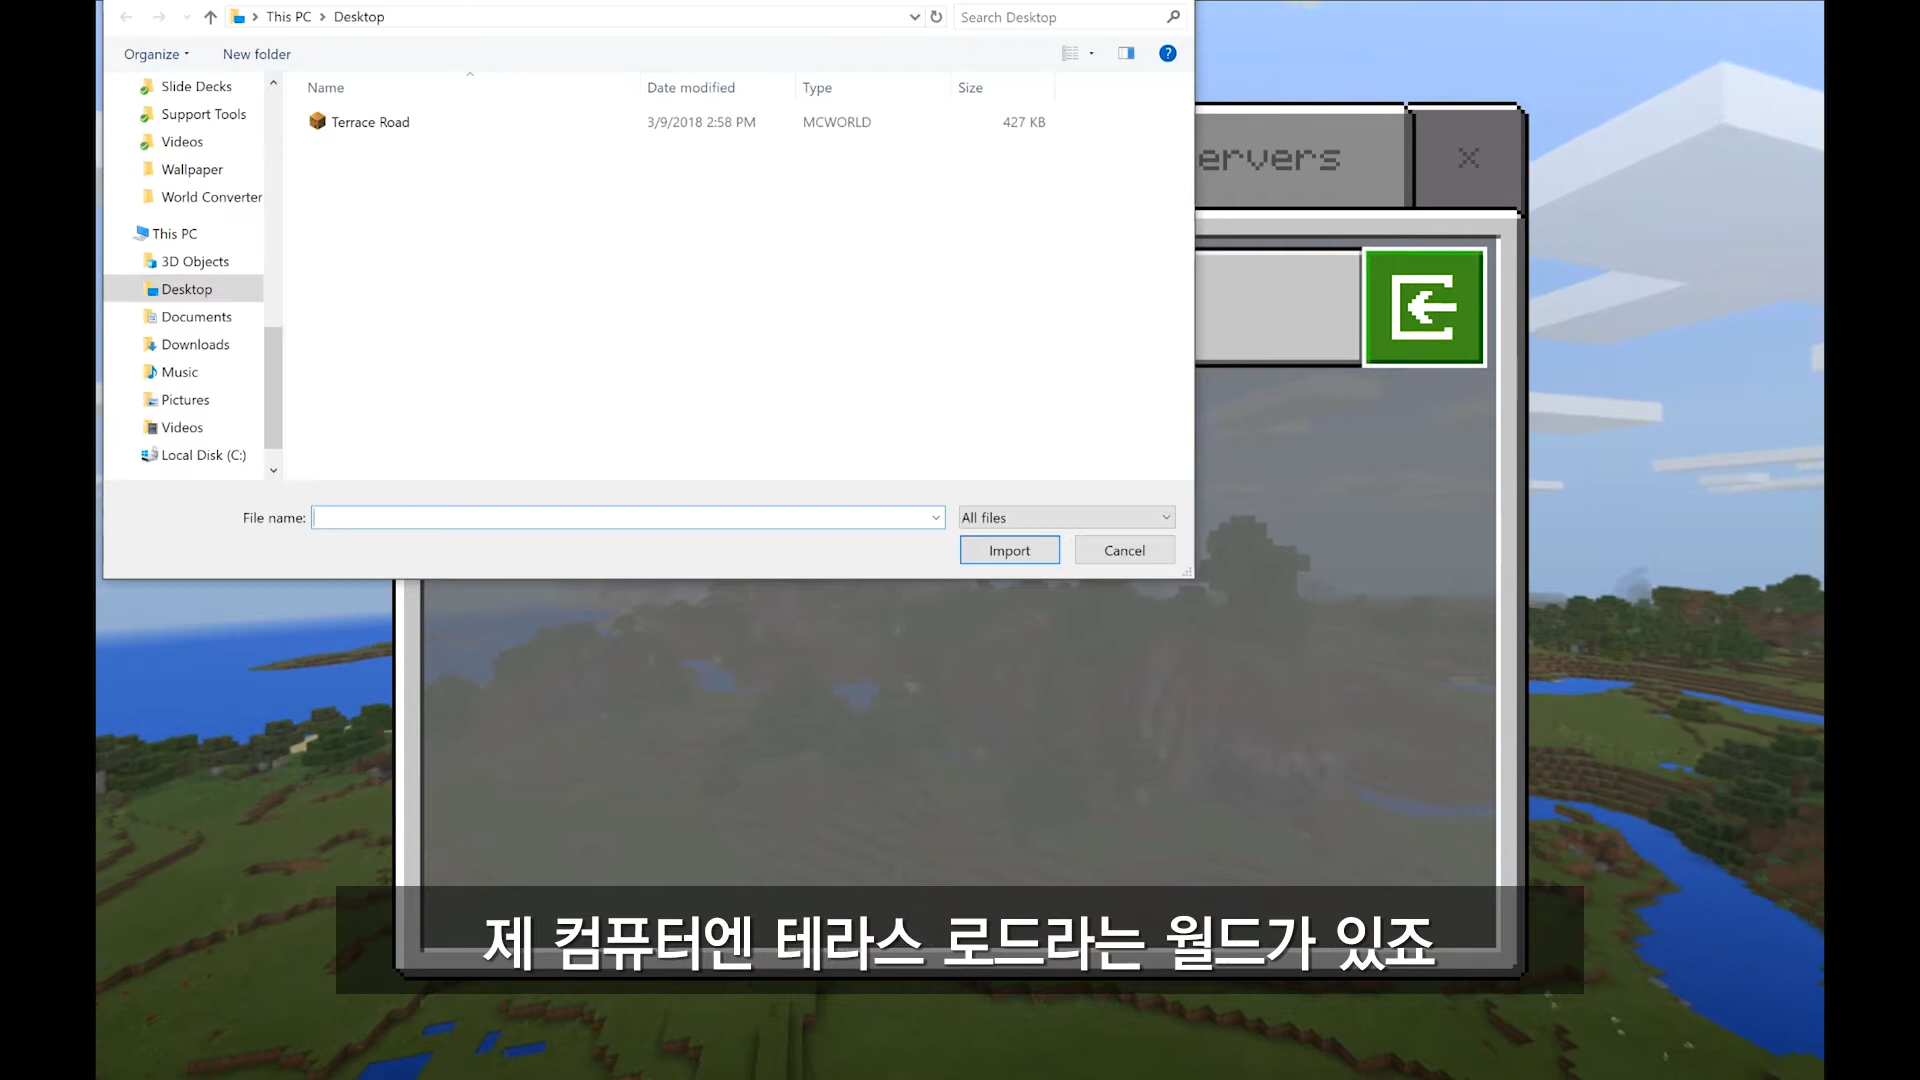 This PC > Desktop
Search Desktop
Organize
New folder
Slide Decks
Support Tools
Videos
Wallpaper
World Converter
This PC
3D Objects
Desktop
Documents
Downloads
Music
Pictures
Videos
Local Disk (C:)
Name Date modified Type Size
Terrace Road 3/9/2018 2:58 PM MCWORLD 427 KB
ervers
File name:
All files
Import
Cancel
제 컴퓨터엔 테라스 로드라는 월드가 있죠